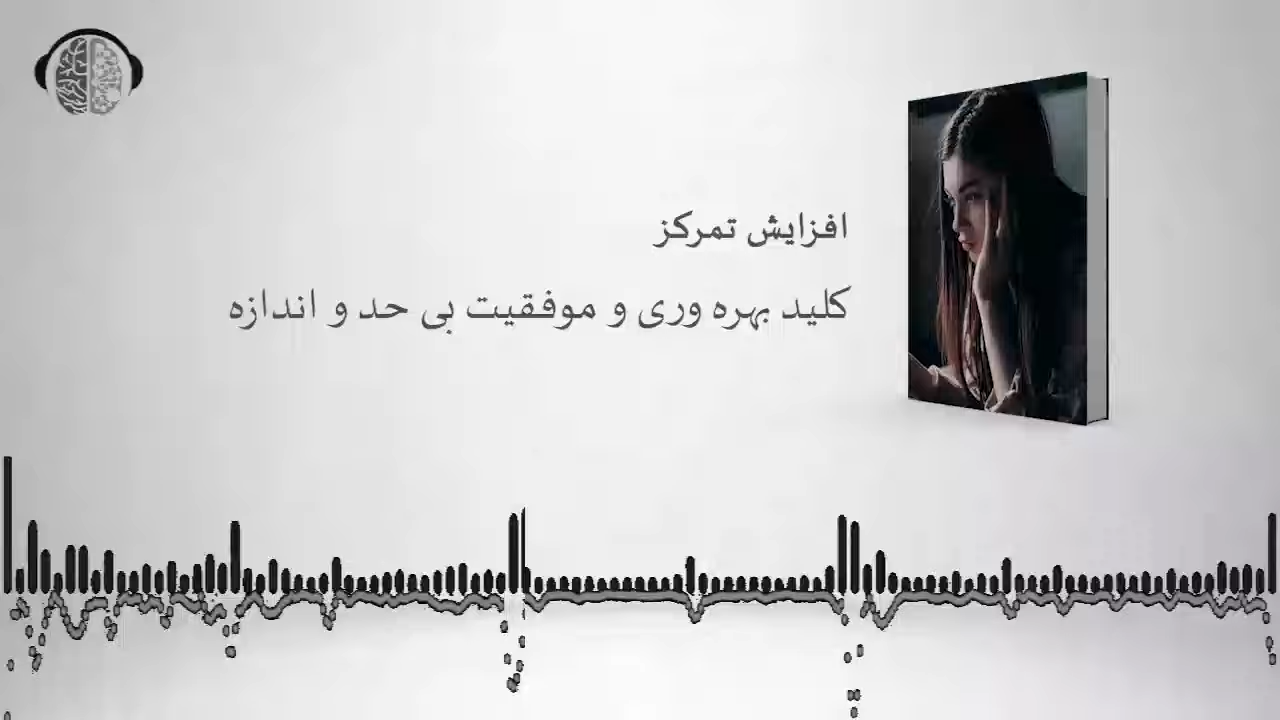 افزایش تمرکز
کلید بهره وری و موفقیت بی حد و اندازه